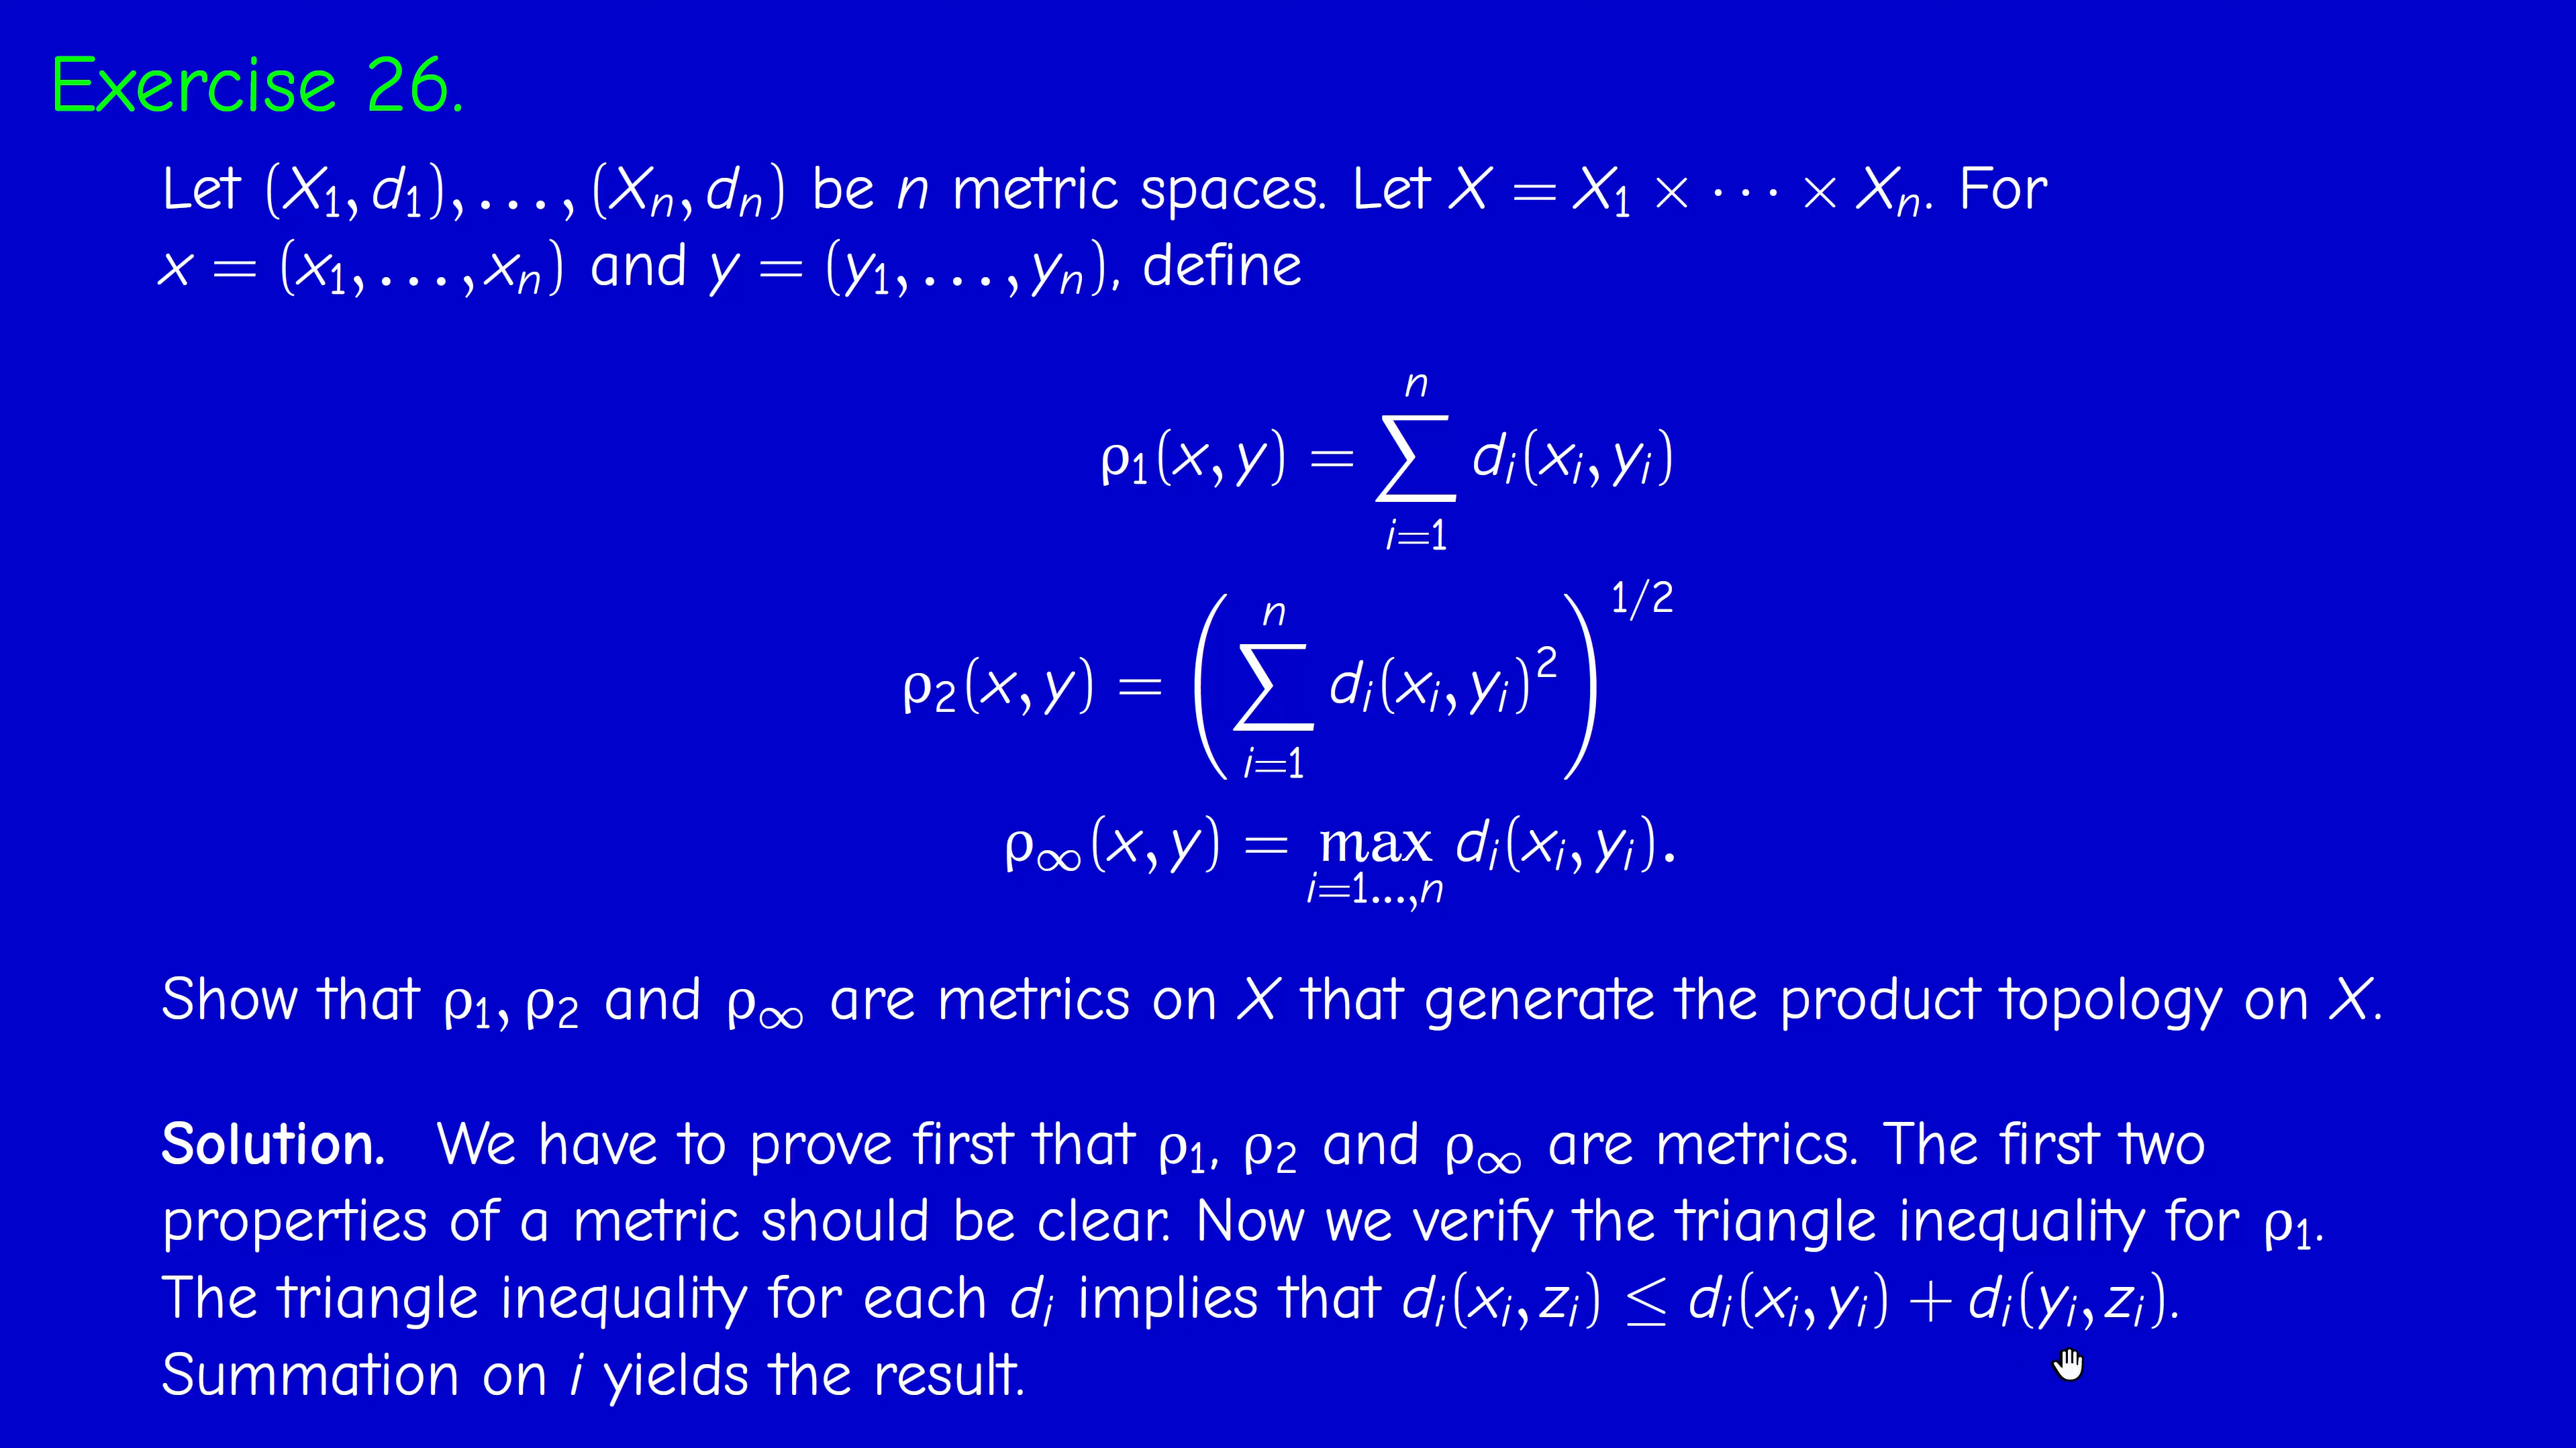 Exercise 26.
Let (X₁, d₁), . . . , (Xₙ, dₙ) be n metric spaces. Let X = X₁ × · · · × Xₙ. For
x = (x₁, . . . , xₙ) and y = (y₁, . . . , yₙ), define
ρ₁(x, y) = ∑_{i=1}^{n} dᵢ(xᵢ, yᵢ)
ρ₂(x, y) = (∑_{i=1}^{n} dᵢ(xᵢ, yᵢ)²)^{1/2}
ρ_∞(x, y) = max_{i=1...,n} dᵢ(xᵢ, yᵢ).
Show that ρ₁, ρ₂ and ρ_∞ are metrics on X that generate the product topology on X.
Solution. We have to prove first that ρ₁, ρ₂ and ρ_∞ are metrics. The first two
properties of a metric should be clear. Now we verify the triangle inequality for ρ₁.
The triangle inequality for each dᵢ implies that dᵢ(xᵢ, zᵢ) ≤ dᵢ(xᵢ, yᵢ) + dᵢ(yᵢ, zᵢ).
Summation on i yields the result.